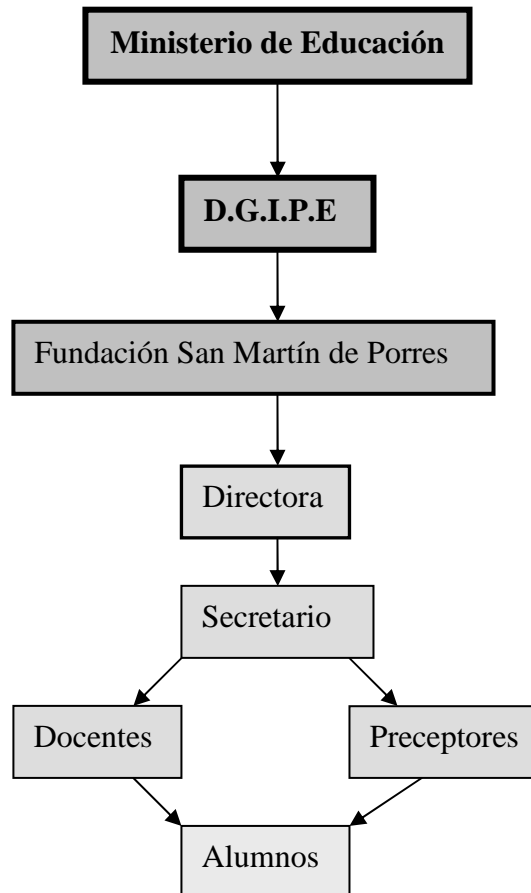 Ministerio de Educación
D.G.I.P.E
Fundación San Martín de Porres
Directora
Secretario
Docentes
Preceptores
Alumnos